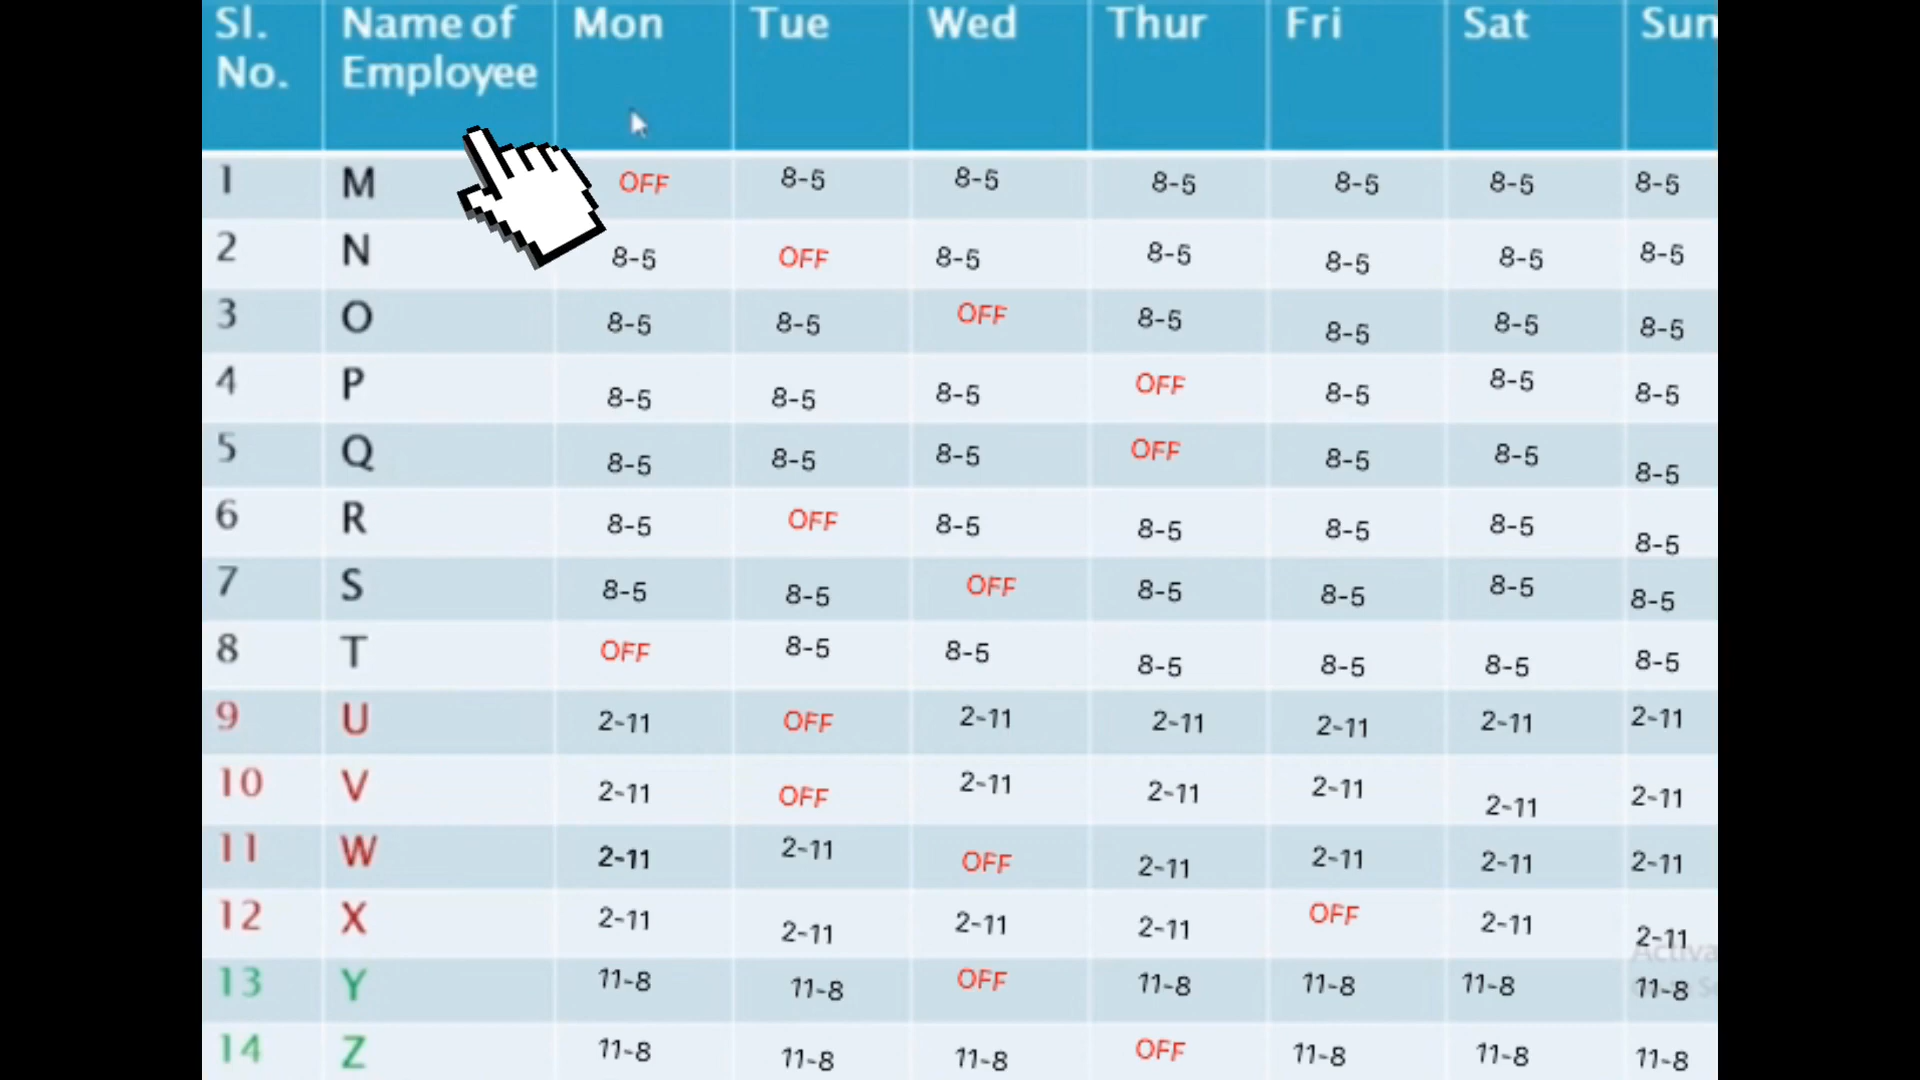 Sl. No. Name of Employee Mon Tue Wed Thur Fri Sat Sun
1 M OFF 8-5 8-5 8-5 8-5 8-5 8-5
2 N 8-5 OFF 8-5 8-5 8-5 8-5 8-5
3 O 8-5 8-5 OFF 8-5 8-5 8-5 8-5
4 P 8-5 8-5 8-5 OFF 8-5 8-5 8-5
5 Q 8-5 8-5 8-5 OFF 8-5 8-5 8-5
6 R 8-5 OFF 8-5 8-5 8-5 8-5 8-5
7 S 8-5 8-5 OFF 8-5 8-5 8-5 8-5
8 T OFF 8-5 8-5 8-5 8-5 8-5 8-5
9 U 2-11 OFF 2-11 2-11 2-11 2-11 2-11
10 V 2-11 OFF 2-11 2-11 2-11 2-11 2-11
11 W 2-11 2-11 OFF 2-11 2-11 2-11 2-11
12 X 2-11 2-11 2-11 2-11 OFF 2-11 2-11
13 Y 11-8 11-8 OFF 11-8 11-8 11-8 11-8
14 Z 11-8 11-8 11-8 OFF 11-8 11-8 11-8